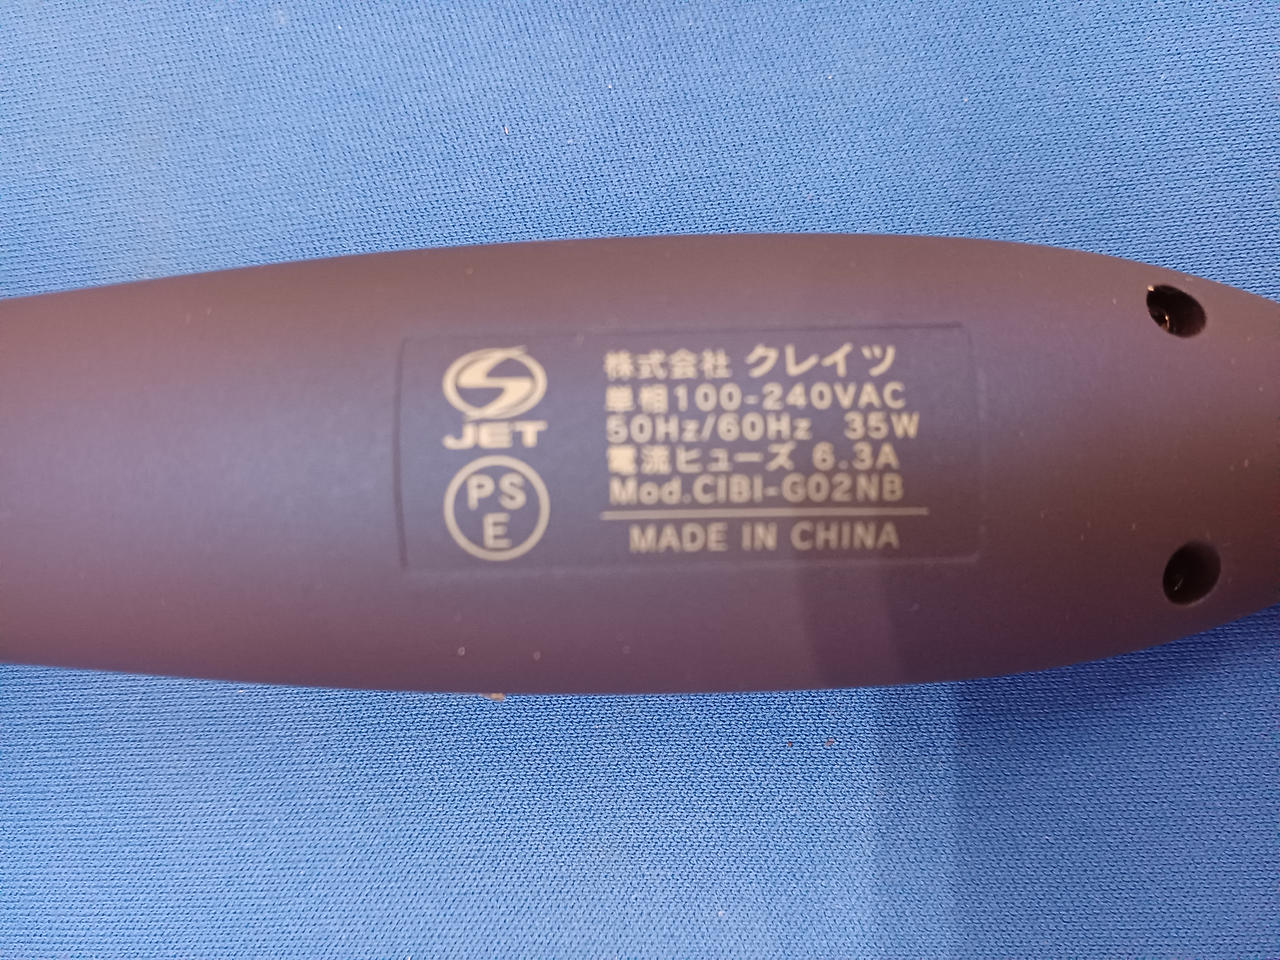 JET
PS
E
株式会社 クレイツ
単相100-240VAC
50Hz/60Hz 35W
電流ヒューズ 6.3A
Mod.CIBI-G02NB
MADE IN CHINA